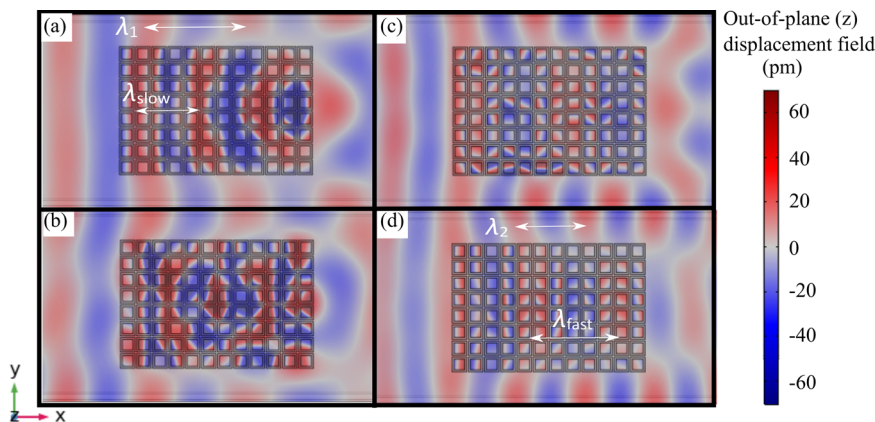 Out-of-plane (z)
displacement field
(pm)
(a)
λ1
λslow
(c)
60
40
20
0
-20
-40
-60
(b)
(d)
λ2
λfast
y
z
x